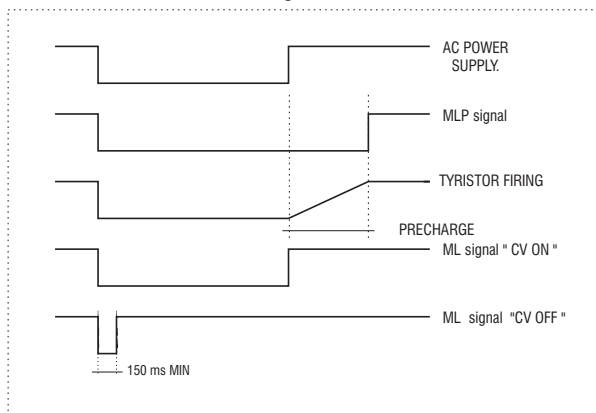 AC POWER
SUPPLY.
MLP signal
TYRISTOR FIRING
PRECHARGE
ML signal " CV ON "
ML signal "CV OFF "
150 ms MIN